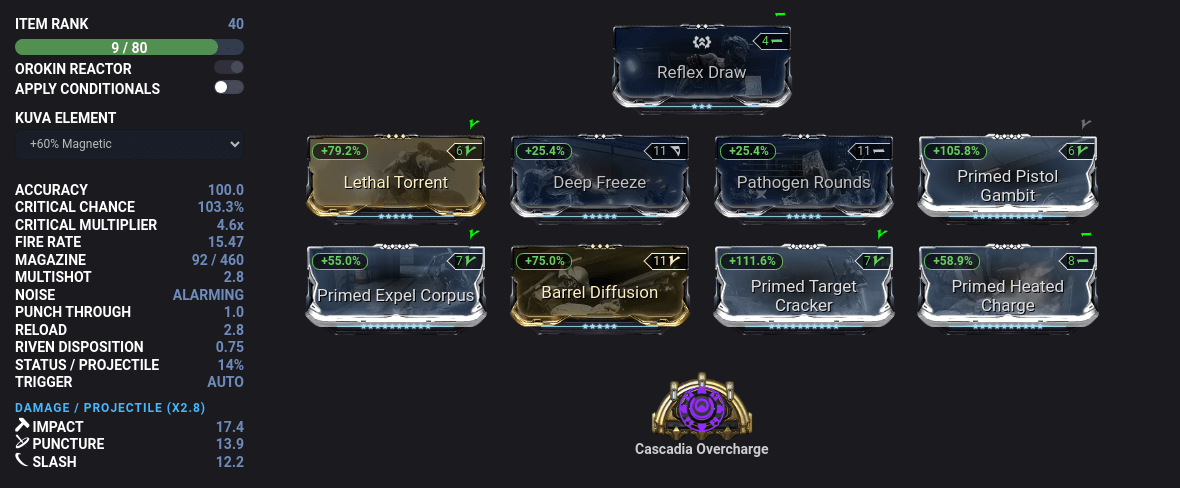 ITEM RANK 40
9 / 80
OROKIN REACTOR
APPLY CONDITIONALS
KUVA ELEMENT
+60% Magnetic
ACCURACY 100.0
CRITICAL CHANCE 103.3%
CRITICAL MULTIPLIER 4.6x
FIRE RATE 15.47
MAGAZINE 92 / 460
MULTISHOT 2.8
NOISE ALARMING
PUNCH THROUGH 1.0
RELOAD 2.8
RIVEN DISPOSITION 0.75
STATUS / PROJECTILE 14%
TRIGGER AUTO
DAMAGE / PROJECTILE (X2.8)
IMPACT 17.4
PUNCTURE 13.9
SLASH 12.2
4
Reflex Draw
+79.2% 6
Lethal Torrent
+25.4% 11
Deep Freeze
+25.4% 11
Pathogen Rounds
+105.8% 6
Primed Pistol
Gambit
+55.0% 7
Primed Expel Corpus
+75.0% 11
Barrel Diffusion
+111.6% 7
Primed Target
Cracker
+58.9% 8
Primed Heated
Charge
Cascadia Overcharge